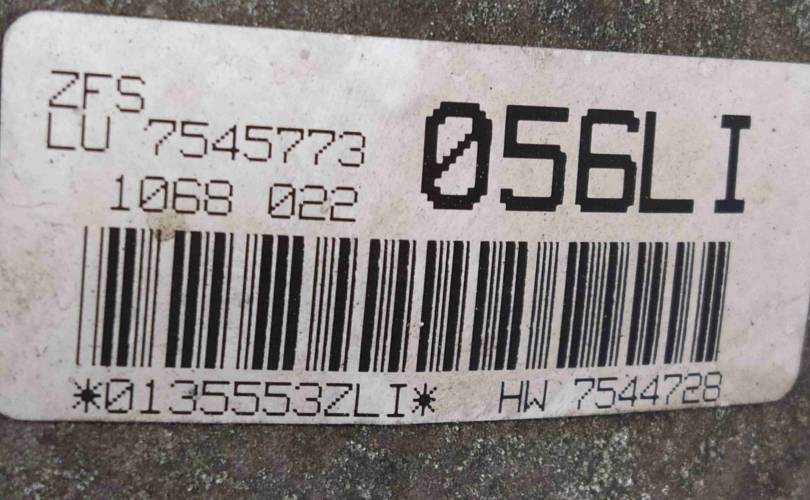 ZFS
LU 7545773
056LI
1068 022
*0135553ZLI*
HW 7544728